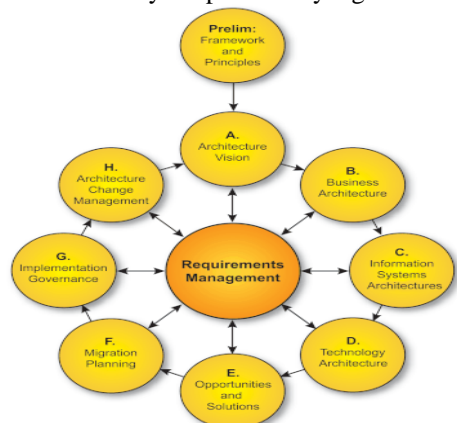 Prelim:
Framework
and
Principles
A.
Architecture
Vision
B.
Business
Architecture
C.
Information
Systems
Architectures
D.
Technology
Architecture
E.
Opportunities
and
Solutions
F.
Migration
Planning
G.
Implementation
Governance
H.
Architecture
Change
Management
Requirements
Management